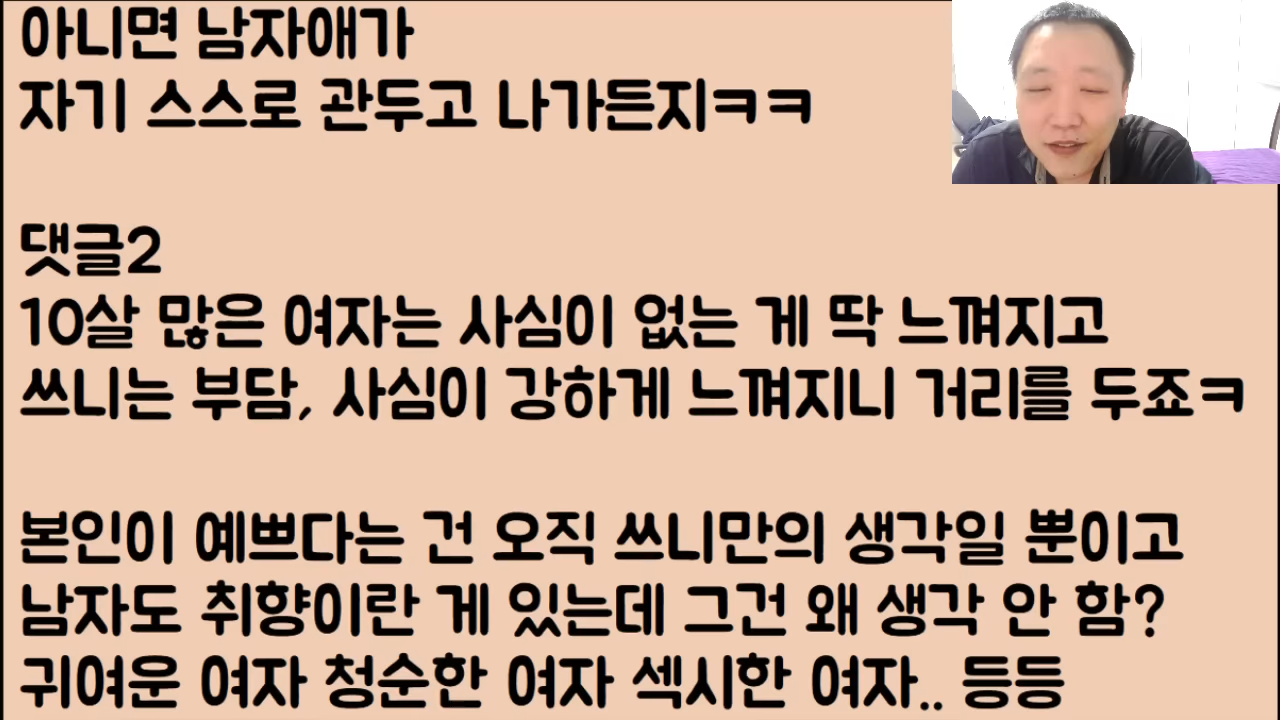 아니면 남자애가
자기 스스로 관두고 나가든지ㅋㅋ
댓글2
10살 많은 여자는 사심이 없는 게 딱 느껴지고
쓰니는 부담, 사심이 강하게 느껴지니 거리를 두죠ㅋ
본인이 예쁘다는 건 오직 쓰니만의 생각일 뿐이고
남자도 취향이란 게 있는데 그건 왜 생각 안 함?
귀여운 여자 청순한 여자 섹시한 여자.. 등등